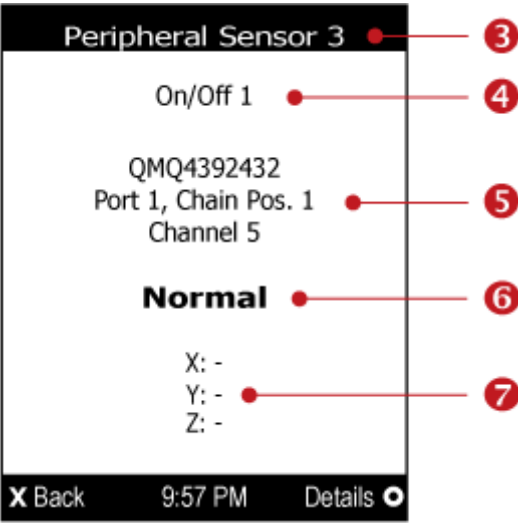 Peripheral Sensor 3
3
On/Off 1
4
QMQ4392432
Port 1, Chain Pos. 1
5
Channel 5
Normal
6
X: -
Y: -
7
Z: -
X Back 9:57 PM Details